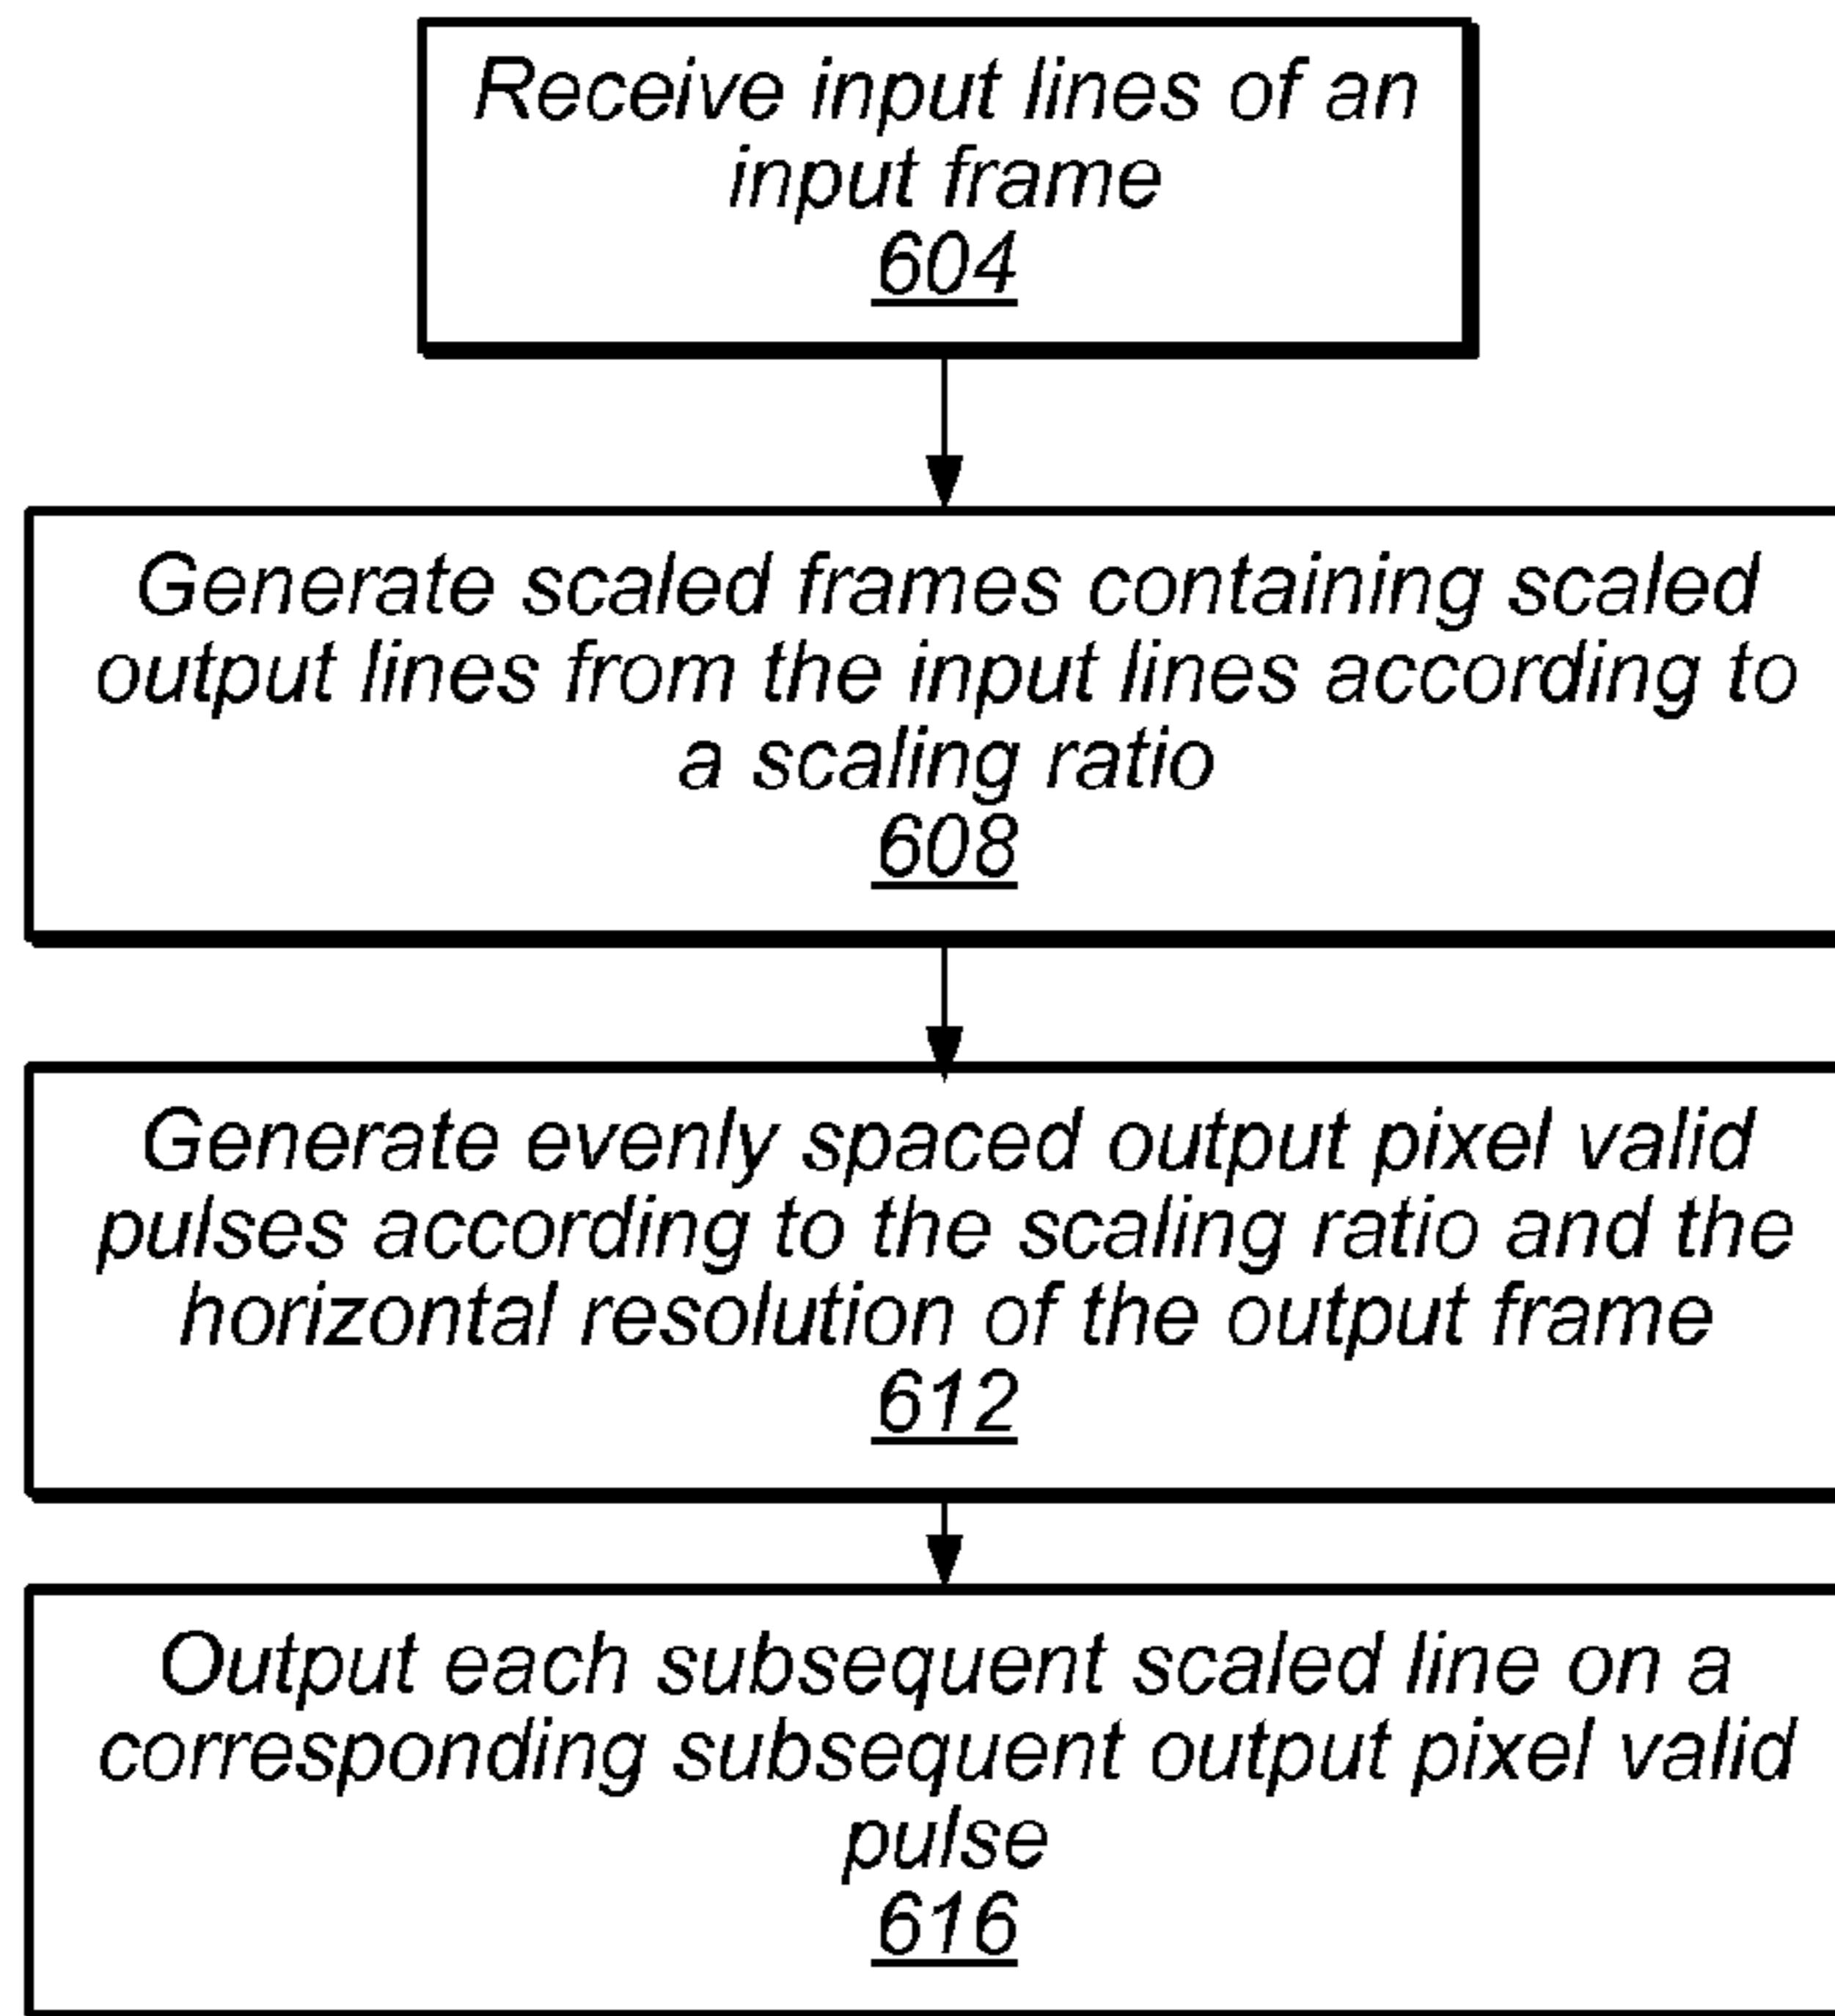 Receive input lines of an
input frame
604
Generate scaled frames containing scaled
output lines from the input lines according to
a scaling ratio
608
Generate evenly spaced output pixel valid
pulses according to the scaling ratio and the
horizontal resolution of the output frame
612
Output each subsequent scaled line on a
corresponding subsequent output pixel valid
pulse
616